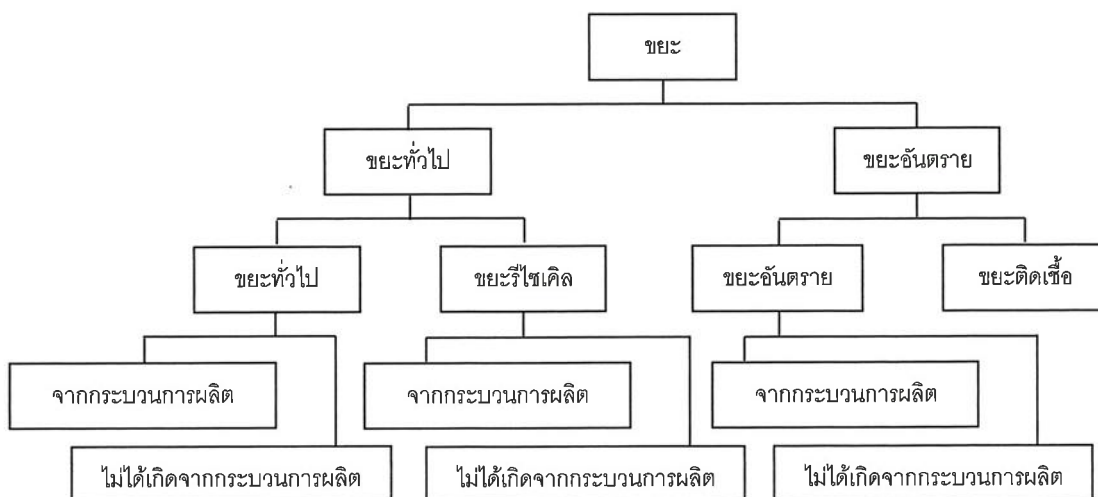 ขยะ
ขยะทั่วไป
ขยะอันตราย
ขยะทั่วไป
ขยะรีไซเคิล
ขยะอันตราย
ขยะติดเชื้อ
จากกระบวนการผลิต
จากกระบวนการผลิต
จากกระบวนการผลิต
ไม่ได้เกิดจากกระบวนการผลิต
ไม่ได้เกิดจากกระบวนการผลิต
ไม่ได้เกิดจากกระบวนการผลิต